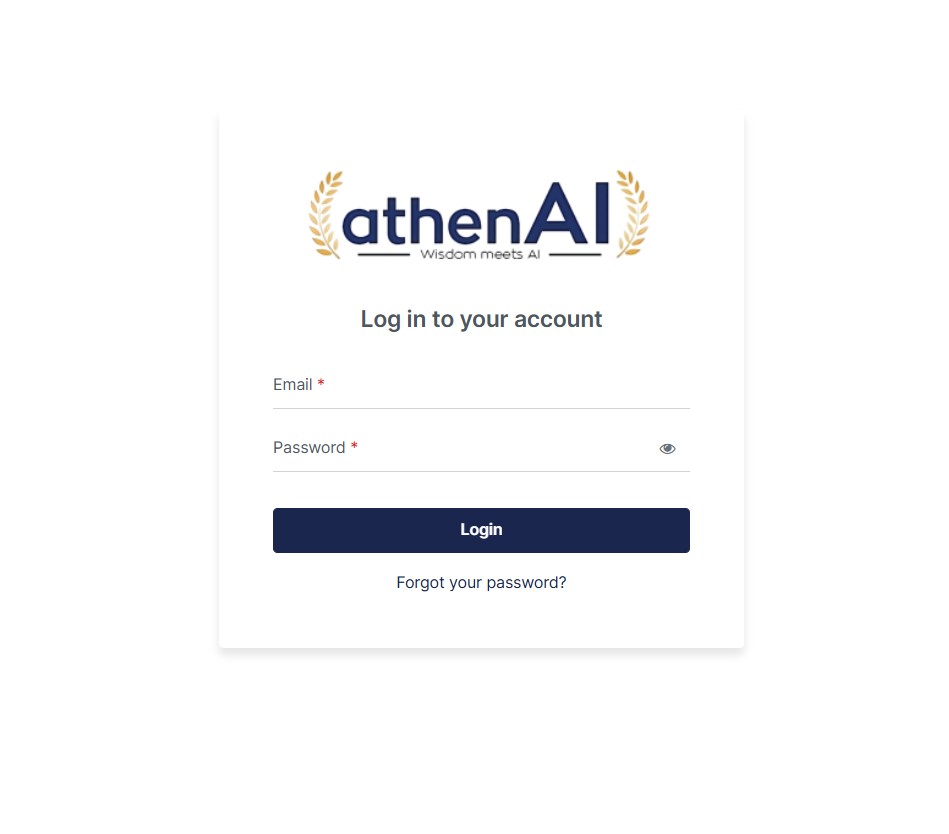 athenAI
Wisdom meets AI
Log in to your account
Email *
Password *
Login
Forgot your password?